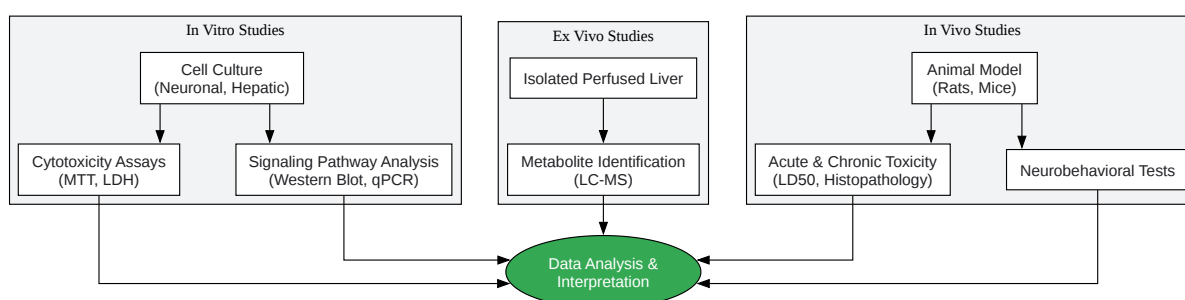 In Vitro Studies
Cell Culture
(Neuronal, Hepatic)
Cytotoxicity Assays
(MTT, LDH)
Signaling Pathway Analysis
(Western Blot, qPCR)
Ex Vivo Studies
Isolated Perfused Liver
Metabolite Identification
(LC-MS)
In Vivo Studies
Animal Model
(Rats, Mice)
Acute & Chronic Toxicity
(LD50, Histopathology)
Neurobehavioral Tests
Data Analysis &
Interpretation